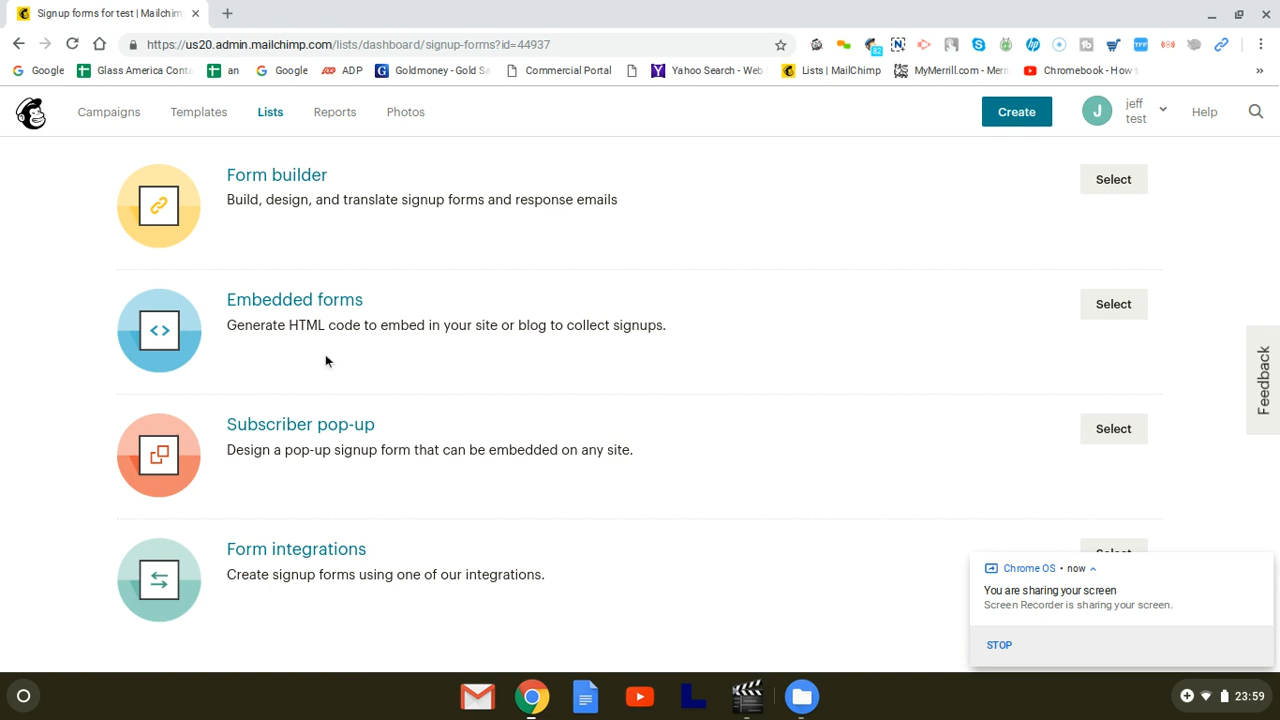 Signup forms for test | Mailchim
https://us20.admin.mailchimp.com/lists/dashboard/signup-forms?id=44937
82
Google
Glass America Conta
an
Google
ADP
Goldmoney - Gold Sa
Commercial Portal
Yahoo Search - Web
Lists | MailChimp
MyMerrill.com - Merr
Chromebook - How to
»
Campaigns
Templates
Lists
Reports
Photos
Create
J
jeff
test
Help
Form builder
Build, design, and translate signup forms and response emails
Select
Embedded forms
Generate HTML code to embed in your site or blog to collect signups.
Select
Feedback
Subscriber pop-up
Design a pop-up signup form that can be embedded on any site.
Select
Form integrations
Create signup forms using one of our integrations.
Select
Chrome OS • now
You are sharing your screen
Screen Recorder is sharing your screen.
STOP
23:59